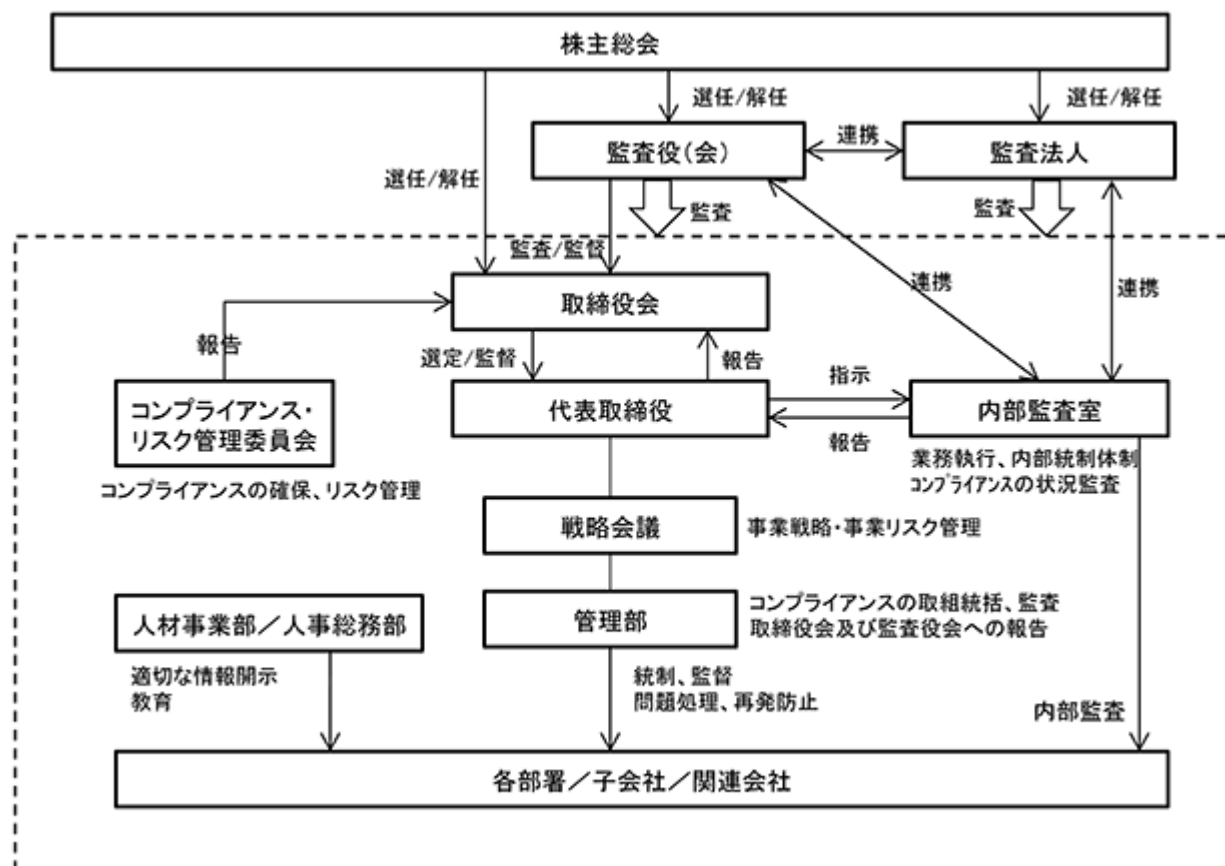 株主総会
選任/解任
選任/解任
監査役(会)
連携
監査法人
選任/解任
監査
監査
監査/監督
取締役会
連携
連携
報告
選定/監督
報告
指示
コンプライアンス・
リスク管理委員会
代表取締役
内部監査室
報告
コンプライアンスの確保、リスク管理
業務執行、内部統制体制
コンプライアンスの状況監査
戦略会議
事業戦略・事業リスク管理
人材事業部／人事総務部
管理部
コンプライアンスの取組統括、監査
取締役会及び監査役会への報告
適切な情報開示
教育
統制、監督
問題処理、再発防止
内部監査
各部署／子会社／関連会社